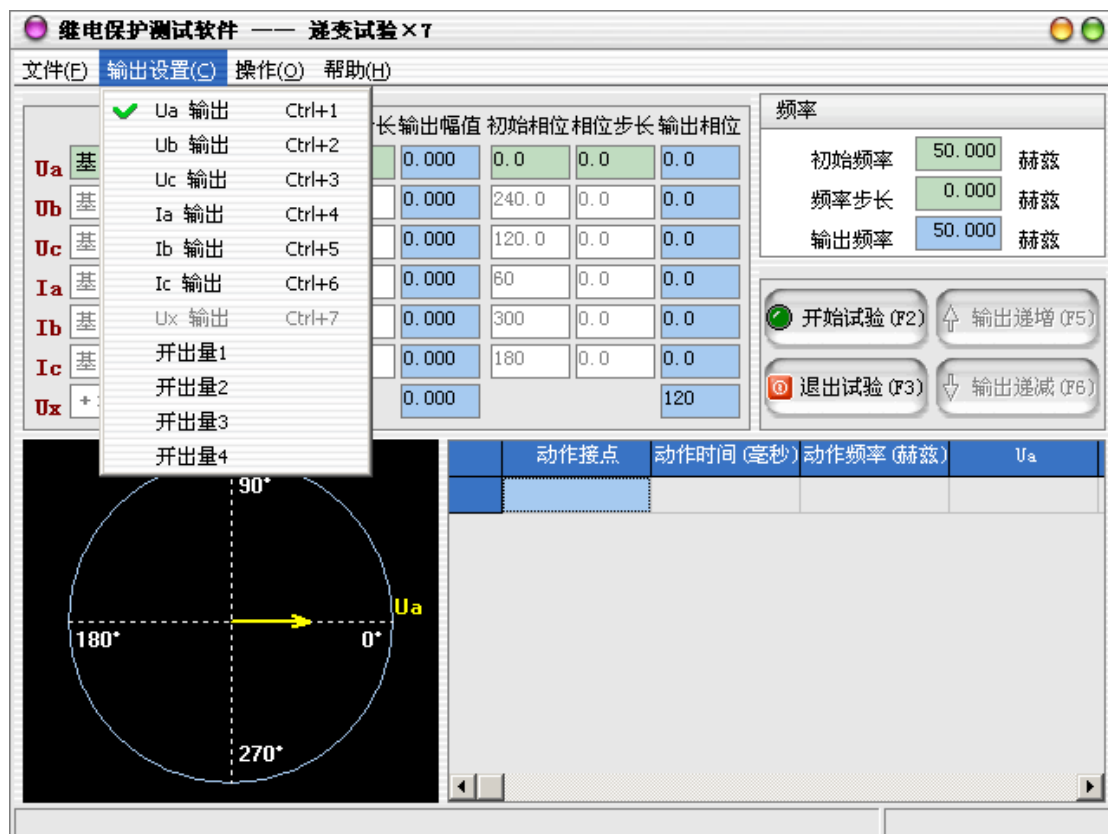 继电保护测试软件 —— 递变试验×7
文件(F) 输出设置(C) 操作(O) 帮助(H)
Ua 输出 Ctrl+1
Ub 输出 Ctrl+2
Uc 输出 Ctrl+3
Ia 输出 Ctrl+4
Ib 输出 Ctrl+5
Ic 输出 Ctrl+6
Ux 输出 Ctrl+7
开出量1
开出量2
开出量3
开出量4
长 输出幅值 初始相位 相位步长 输出相位
Ua 基 0.000 0.0 0.0 0.0
Ub 基 0.000 240.0 0.0 0.0
Uc 基 0.000 120.0 0.0 0.0
Ia 基 0.000 60 0.0 0.0
Ib 基 0.000 300 0.0 0.0
Ic 基 0.000 180 0.0 0.0
Ux + 0.000 120
频率
初始频率 50.000 赫兹
频率步长 0.000 赫兹
输出频率 50.000 赫兹
开始试验(F2) 输出递增(F5)
退出试验(F3) 输出递减(F6)
90°
180°
0°
270°
Ua
动作接点 动作时间(毫秒) 动作频率(赫兹) Ua